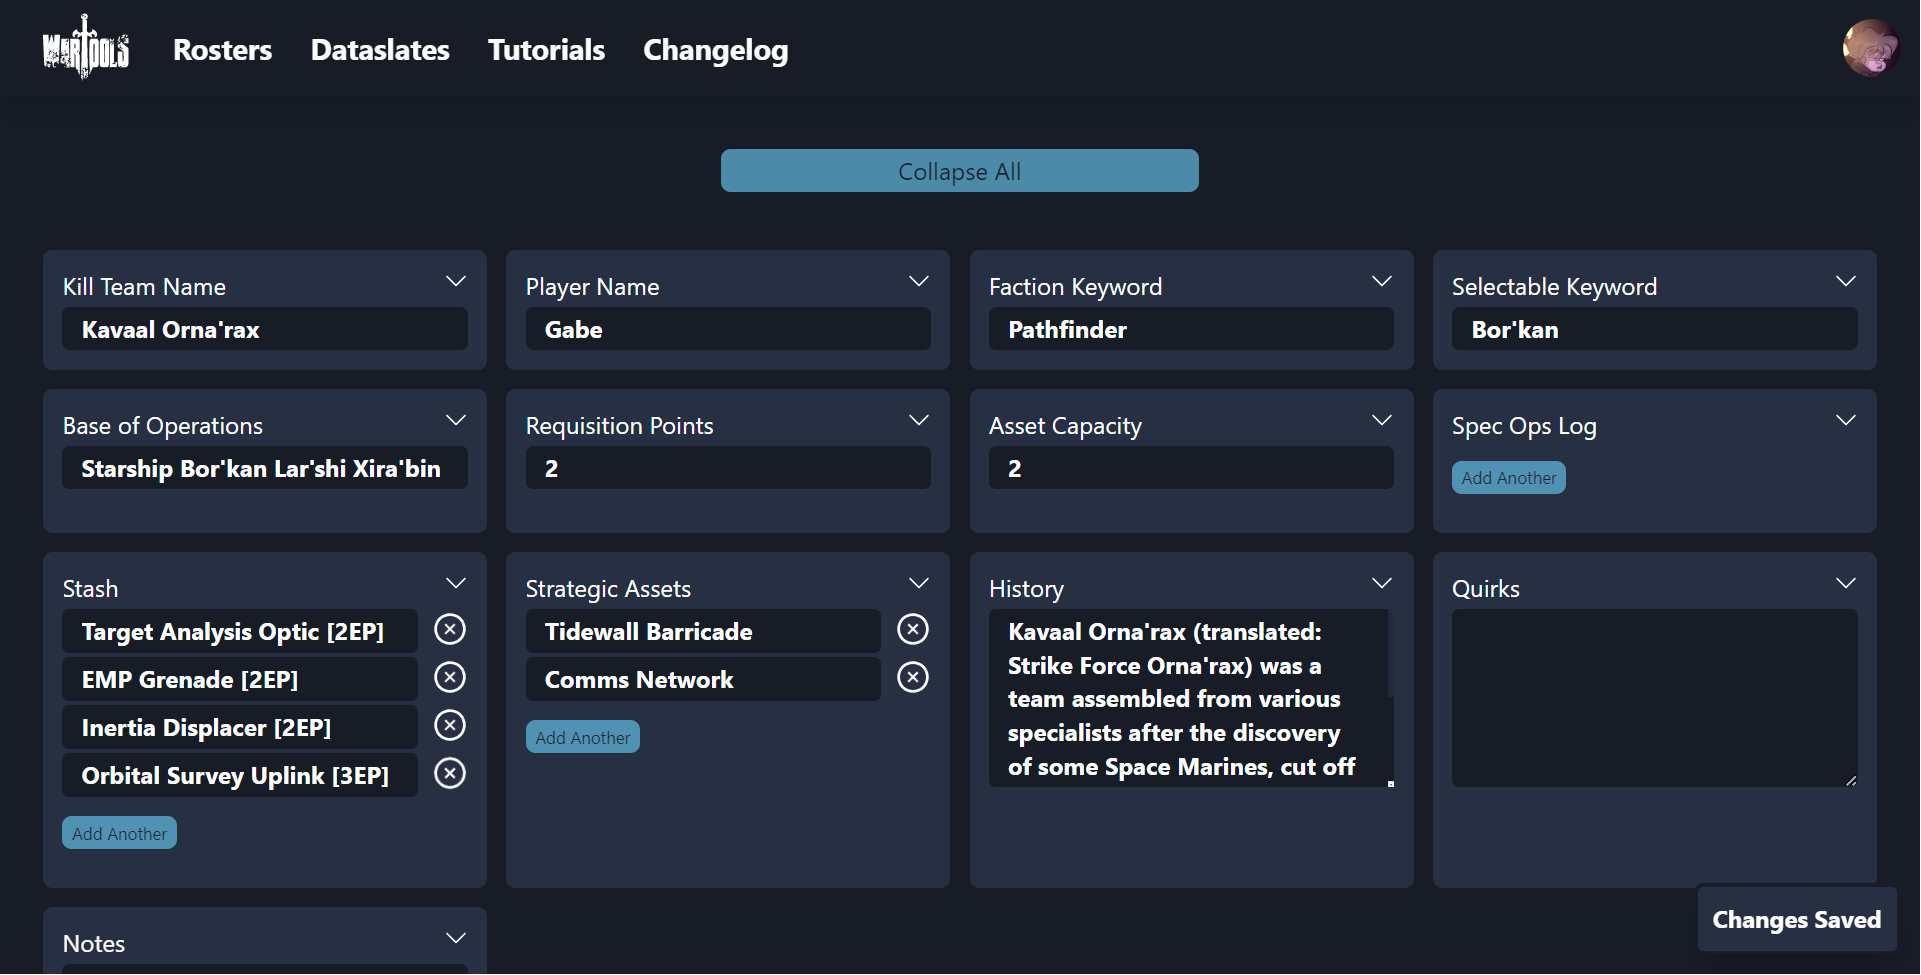 WARTOOLS
Rosters
Dataslates
Tutorials
Changelog
Collapse All
Kill Team Name
Kavaal Orna'rax
Player Name
Gabe
Faction Keyword
Pathfinder
Selectable Keyword
Bor'kan
Base of Operations
Starship Bor'kan Lar'shi Xira'bin
Requisition Points
2
Asset Capacity
2
Spec Ops Log
Add Another
Stash
Target Analysis Optic [2EP]
EMP Grenade [2EP]
Inertia Displacer [2EP]
Orbital Survey Uplink [3EP]
Add Another
Strategic Assets
Tidewall Barricade
Comms Network
Add Another
History
Kavaal Orna'rax (translated:
Strike Force Orna'rax) was a
team assembled from various
specialists after the discovery
of some Space Marines, cut off
Quirks
Notes
Changes Saved